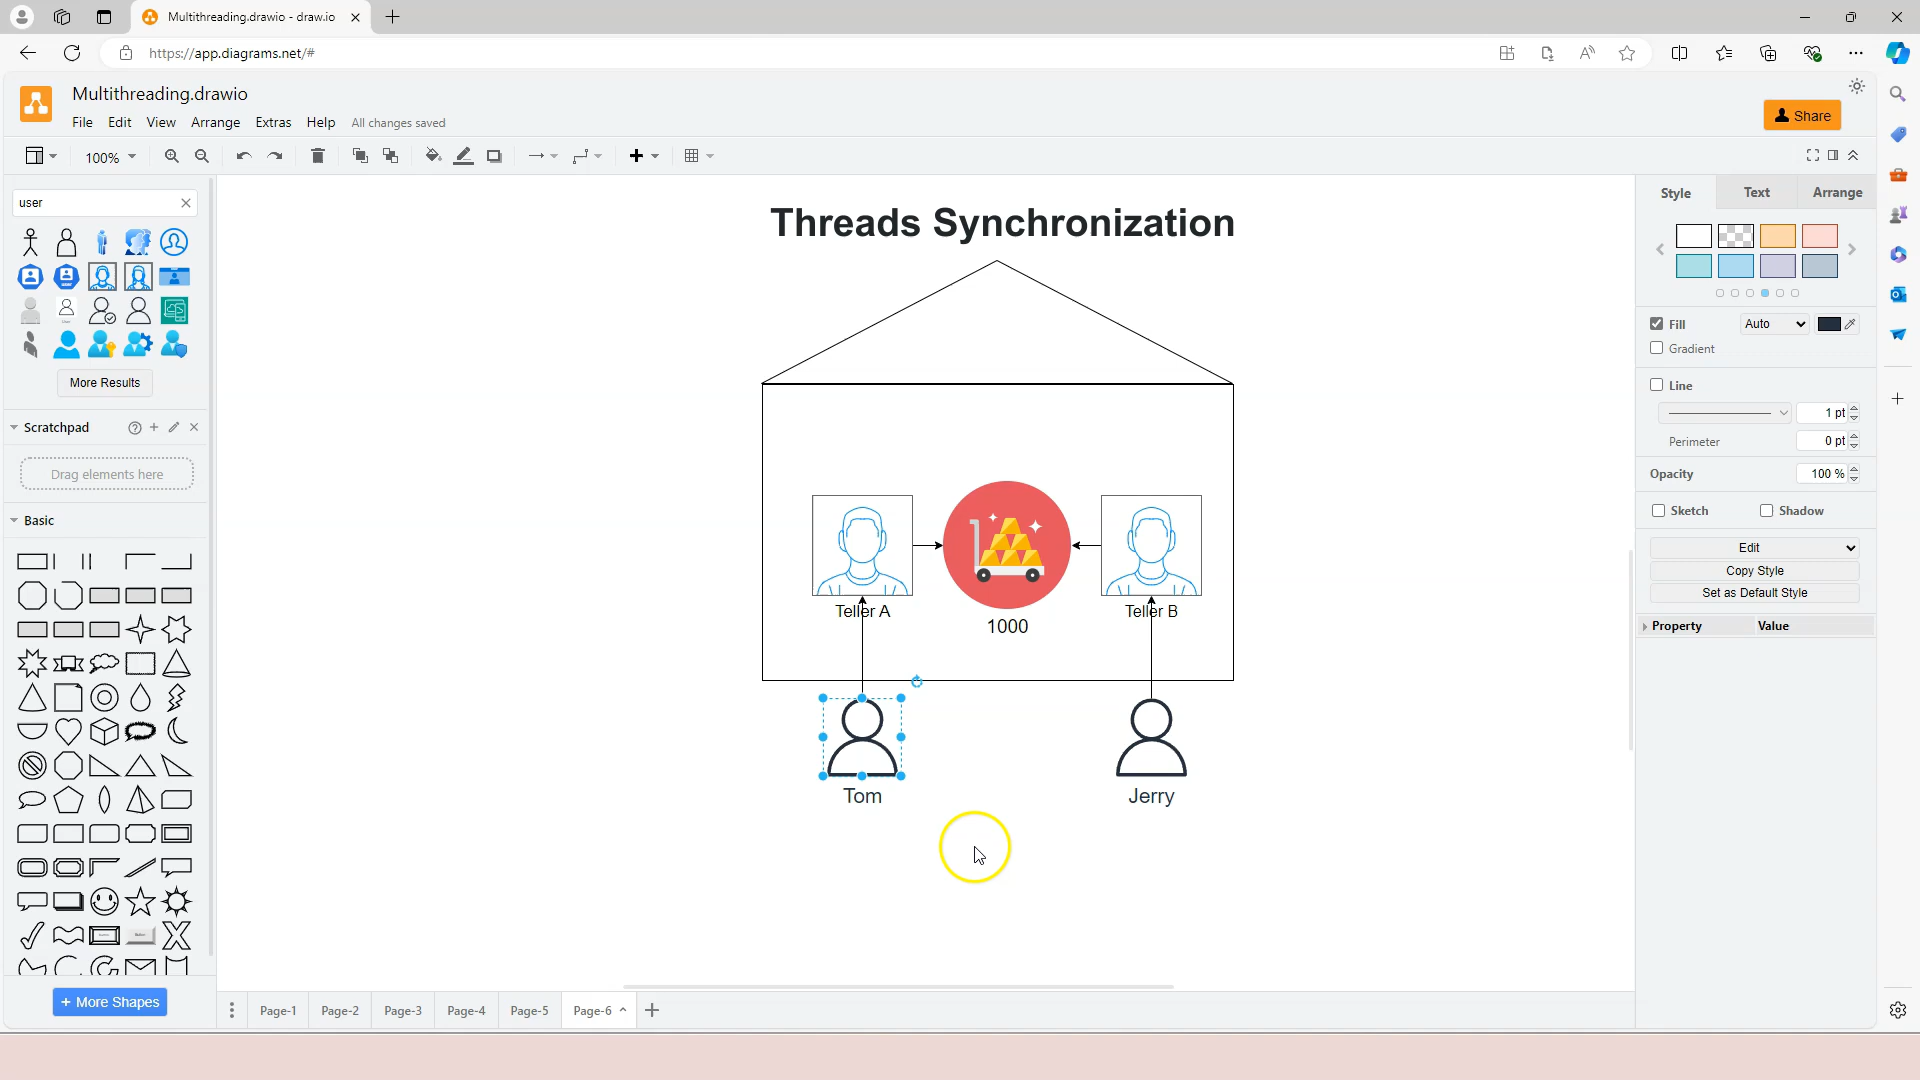 Multithreading.drawio - draw.io
https://app.diagrams.net/#
Multithreading.drawio
File Edit View Arrange Extras Help All changes saved
Share
100%
user
More Results
Scratchpad
Drag elements here
Basic
More Shapes
Threads Synchronization
Teller A
1000
Teller B
Tom
Jerry
Page-1 Page-2 Page-3 Page-4 Page-5 Page-6
Style Text Arrange
Fill Auto
Gradient
Line
1 pt
Perimeter 0 pt
Opacity 100 %
Sketch Shadow
Edit
Copy Style
Set as Default Style
Property Value